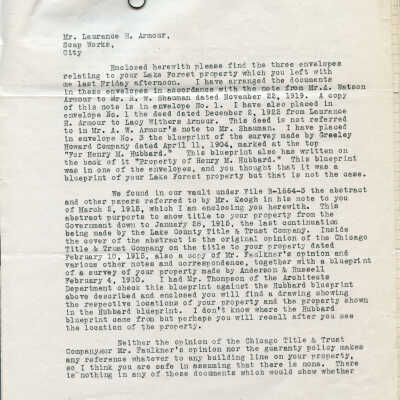 Mr. Laurance H. Armour,
Soap Works,
City
Enclosed herewith please find the three envelopes
relating to your Lake Forest property which you left with
me last Friday afternoon. I have arranged the documents
in these envelopes in accordance with the note from Mr. A. Watson
Armour to Mr. R. W. Shauman dated November 22, 1919. A copy
of this note is in envelope No. 1. I have also placed in
envelope No. 1 the deed dated December 2, 1922 from Laurance
H. Armour to Lacy Withers Armour. This deed is not referred
to in Mr. A. W. Armour's note to Mr. Shauman. I have placed
in envelope No. 3 the blueprint of the survey made by Greeley
Howard Company dated April 11, 1904, marked at the top
"For Henry M. Hubbard." This blueprint also has written on
the back of it "Property of Henry M. Hubbard." This blueprint
was in one of the envelopes, and you thought that it was a
blueprint of your Lake Forest property but that is not the case.
We found in our vault under File B-1664-3 the abstract
and other papers referred to by Mr. Keogh in his note to you
of March 5, 1915, which I am enclosing you herewith. This
abstract purports to show title to your property from the
Government down to January 28, 1915, the last continuation
being made by the Lake County Title & Trust Company. Inside
the cover of the abstract is the original opinion of the Chicago
Title & Trust Company on the title to your property dated
February 10, 1915, also a copy of Mr. Faulkner's opinion and
various other notes and correspondence, together with a blueprint
of a survey of your property made by Anderson & Russell
February 4, 1910. I had Mr. Thompson of the Architects
Department check this blueprint against the Hubbard blueprint
above described and enclosed you will find a drawing showing
the respective locations of your property and the property shown
in the Hubbard blueprint. I don't know where the Hubbard
blueprint came from but perhaps you will recall after you see
the location of the property.
Neither the opinion of the Chicago Title & Trust
Company nor Mr. Faulkner's opinion nor the guaranty policy makes
any reference whatever to any building line on your property,
so I think you are safe in assuming that there is none. There
is nothing in any of these documents which would show whether